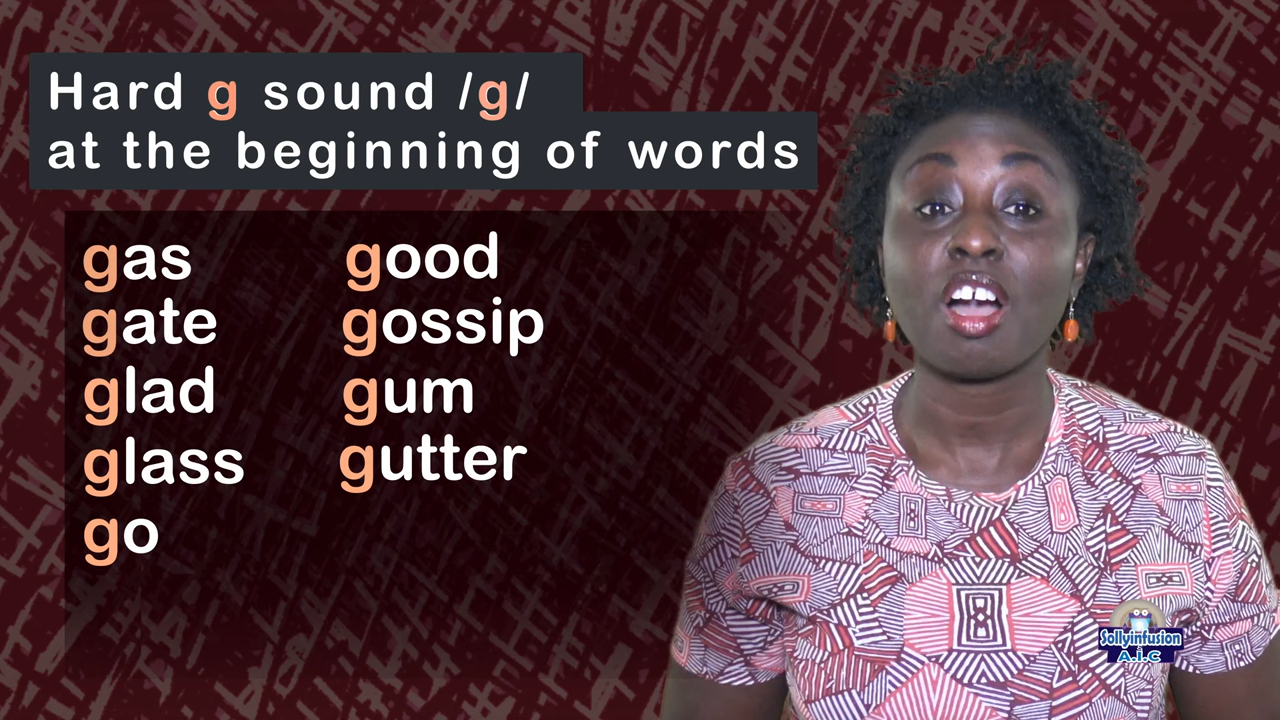 Hard g sound /g/
at the beginning of words
gas
gate
glad
glass
go
good
gossip
gum
gutter
Sollyinfusion
A.i.C